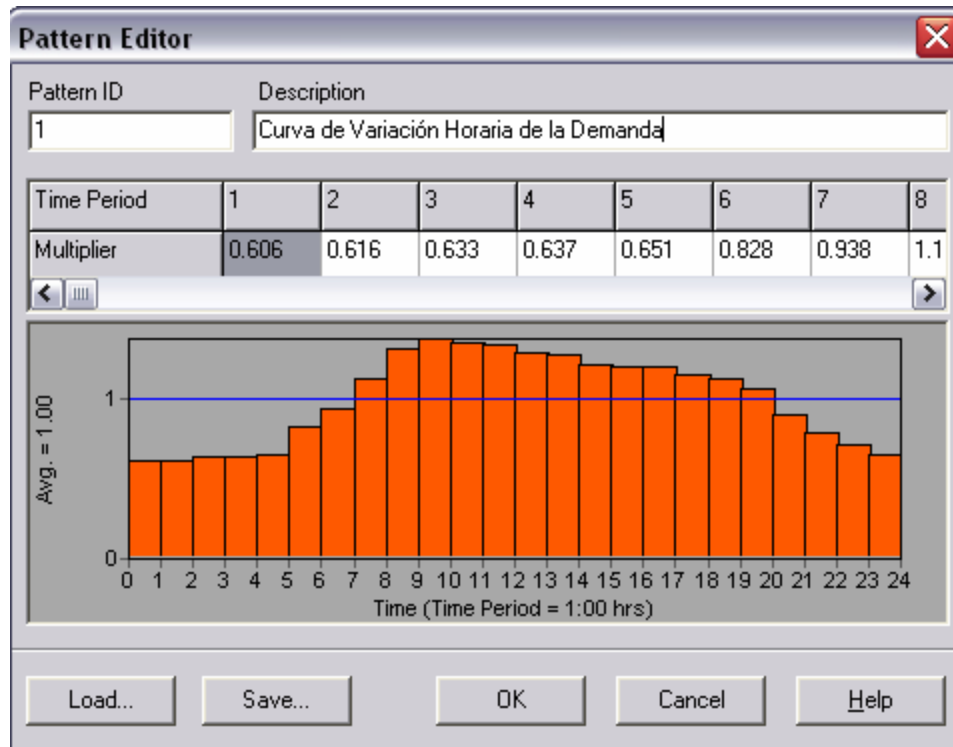 Pattern Editor
Pattern ID Description
1 Curva de Variación Horaria de la Demanda
Time Period 1 2 3 4 5 6 7 8
Multiplier 0.606 0.616 0.633 0.637 0.651 0.828 0.938 1.1
Avg. = 1.00
1
0
0 1 2 3 4 5 6 7 8 9 10 11 12 13 14 15 16 17 18 19 20 21 22 23 24
Time (Time Period = 1:00 hrs)
Load... Save... OK Cancel Help